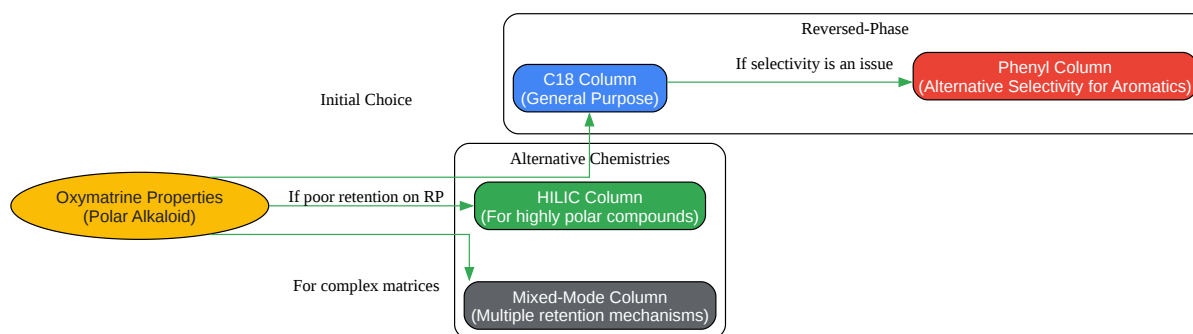 Reversed-Phase
C18 Column
(General Purpose)
If selectivity is an issue
Phenyl Column
(Alternative Selectivity for Aromatics)
Initial Choice
Alternative Chemistries
Oxymatrine Properties
(Polar Alkaloid)
If poor retention on RP
HILIC Column
(For highly polar compounds)
For complex matrices
Mixed-Mode Column
(Multiple retention mechanisms)